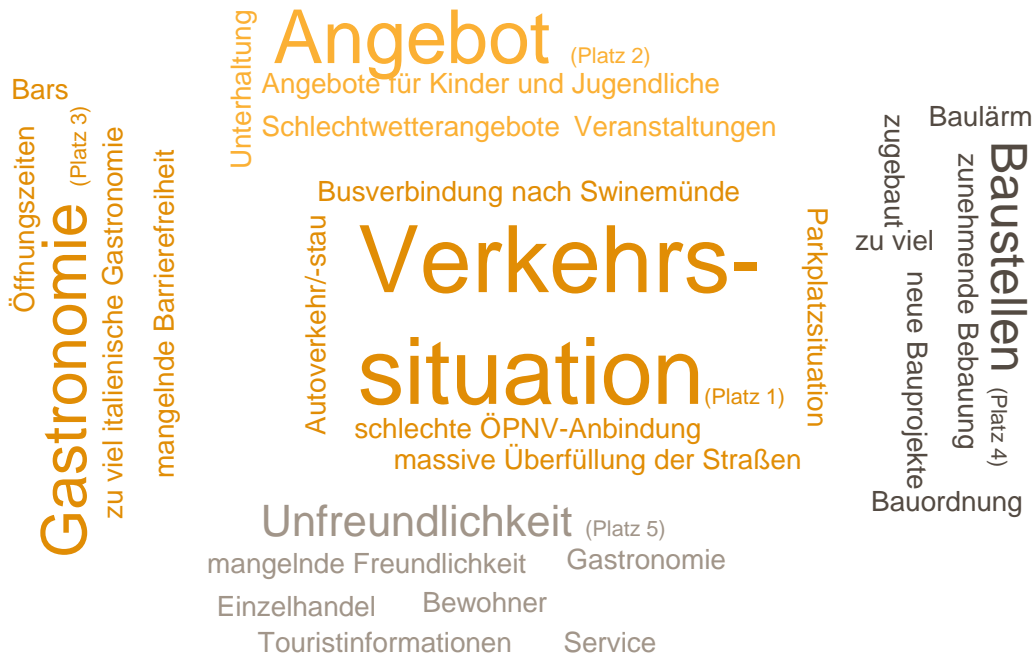 Unterhaltung
Angebot (Platz 2)
Angebote für Kinder und Jugendliche
Schlechtwetterangebote Veranstaltungen
Bars
Öffnungszeiten
Gastronomie (Platz 3)
zu viel italienische Gastronomie
mangelnde Barrierefreiheit
Busverbindung nach Swinemünde
Autoverkehr/-stau
Verkehrs-
situation (Platz 1)
Parkplatzsituation
schlechte ÖPNV-Anbindung
massive Überfüllung der Straßen
Baulärm
zugebaut
zu viel
neue Bauprojekte
zunehmende Bebauung
Baustellen (Platz 4)
Bauordnung
Unfreundlichkeit (Platz 5)
mangelnde Freundlichkeit Gastronomie
Einzelhandel Bewohner
Touristinformationen Service